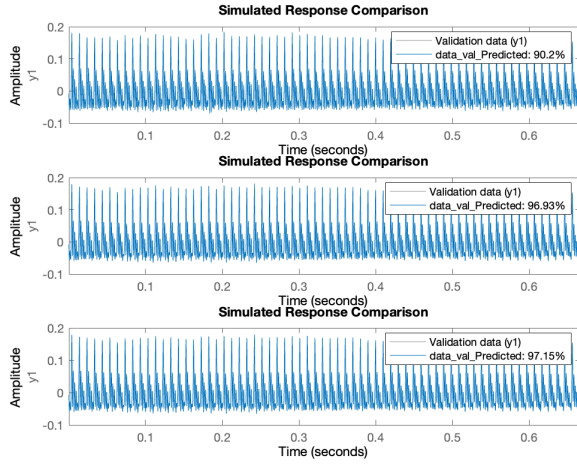 Simulated Response Comparison
Amplitude
y1
0.2
0.1
0
-0.1
Validation data (y1)
data_val_Predicted: 90.2%
0.1 0.2 0.3 0.4 0.5 0.6
Time (seconds)
Simulated Response Comparison
Amplitude
y1
0.2
0.1
0
-0.1
Validation data (y1)
data_val_Predicted: 96.93%
0.1 0.2 0.3 0.4 0.5 0.6
Time (seconds)
Simulated Response Comparison
Amplitude
y1
0.2
0.1
0
-0.1
Validation data (y1)
data_val_Predicted: 97.15%
0.1 0.2 0.3 0.4 0.5 0.6
Time (seconds)